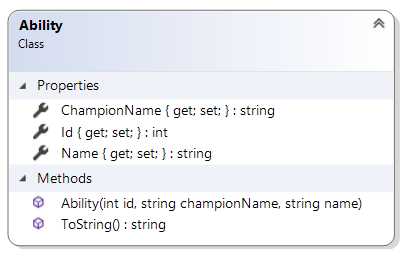 Ability
Class
Properties
ChampionName { get; set; } : string
Id { get; set; } : int
Name { get; set; } : string
Methods
Ability(int id, string championName, string name)
ToString() : string